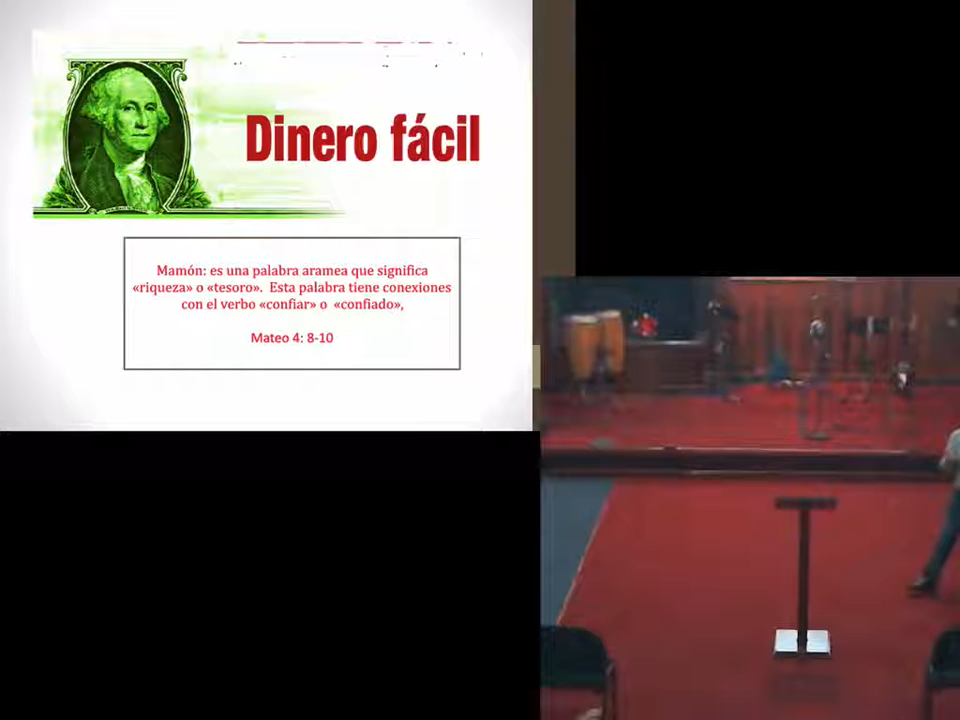 Dinero fácil
Mamón: es una palabra aramea que significa
«riqueza» o «tesoro».  Esta palabra tiene conexiones
con el verbo «confiar» o  «confiado»,
Mateo 4: 8-10